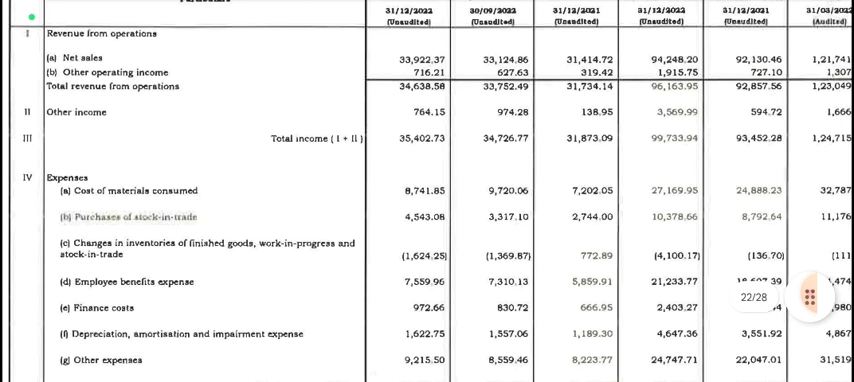 31/12/2022 30/09/2022 31/12/2021 31/12/2022 31/12/2021 31/03/2022
(Unaudited) (Unaudited) (Unaudited) (Unaudited) (Unaudited) (Audited)
I Revenue from operations
(a) Net sales 33,922.37 33,124.86 31,414.72 94,248.20 92,130.46 1,21,741
(b) Other operating income 716.21 627.63 319.42 1,915.75 727.10 1,307
Total revenue from operations 34,638.58 33,752.49 31,734.14 96,163.95 92,857.56 1,23,049
II Other income 764.15 974.28 138.95 3,569.99 594.72 1,666
III Total income ( I + II ) 35,402.73 34,726.77 31,873.09 99,733.94 93,452.28 1,24,715
IV Expenses
(a) Cost of materials consumed 8,741.85 9,720.06 7,202.05 27,169.95 24,888.23 32,787
(b) Purchases of stock-in-trade 4,543.08 3,317.10 2,744.00 10,378.66 8,792.64 11,176
(c) Changes in inventories of finished goods, work-in-progress and
stock-in-trade (1,624.25) (1,369.87) 772.89 (4,100.17) (136.70) (111
(d) Employee benefits expense 7,559.96 7,310.13 5,859.91 21,233.77 ,474
22/28
(e) Finance costs 972.66 830.72 666.95 2,403.27 980
(f) Depreciation, amortisation and impairment expense 1,622.75 1,557.06 1,189.30 4,647.36 3,551.92 4,867
(g) Other expenses 9,215.50 8,559.46 8,223.77 24,747.71 22,047.01 31,519